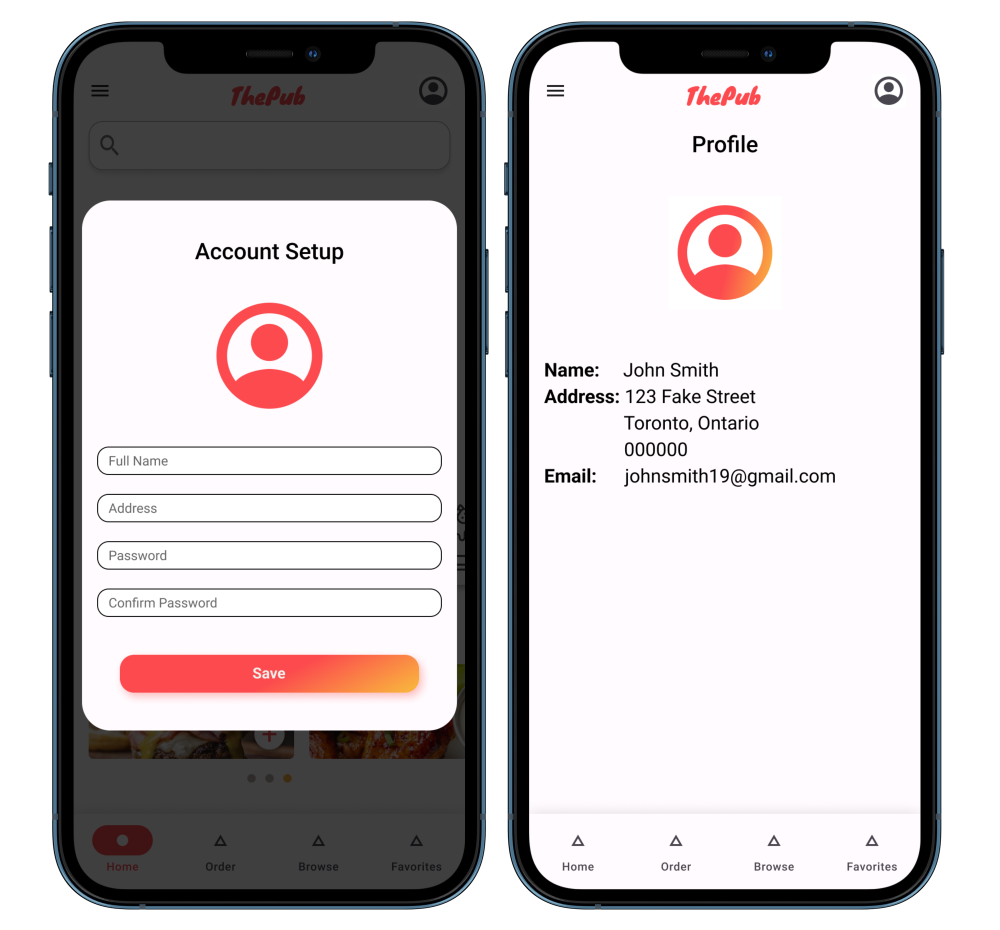 ThePub
Account Setup
Full Name
Address
Password
Confirm Password
Save
Home
Order
Browse
Favorites
ThePub
Profile
Name: John Smith
Address: 123 Fake Street
Toronto, Ontario
000000
Email: johnsmith19@gmail.com
Home
Order
Browse
Favorites